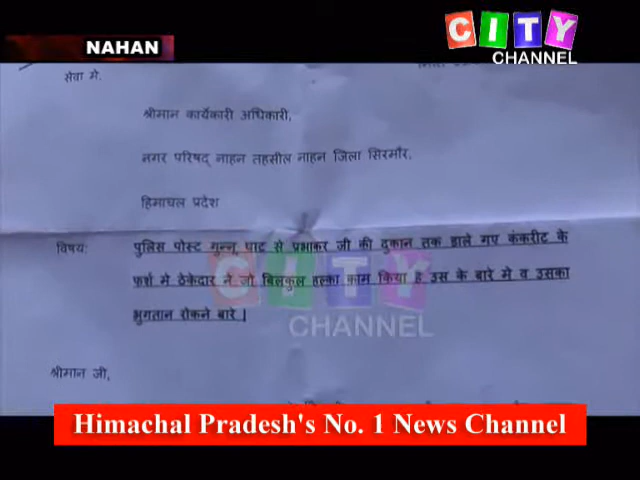 NAHAN
CITY
CHANNEL
सेवा मे.
श्रीमान कार्यकारी अधिकारी,
नगर परिषद् नाहन तहसील नाहन जिला सिरमौर.
हिमाचल प्रदेश
विषय: पुलिस पोस्ट गुन्नू घाट से प्रभाकर जी की दुकान तक डाले गए कंकरीट के
फर्श मे ठेकेदार ने जो बिलकुल हल्का काम किया है उस के बारे मे व उसका
भुगतान रोकने बारे |
CITY
CHANNEL
श्रीमान जी,
Himachal Pradesh's No. 1 News Channel